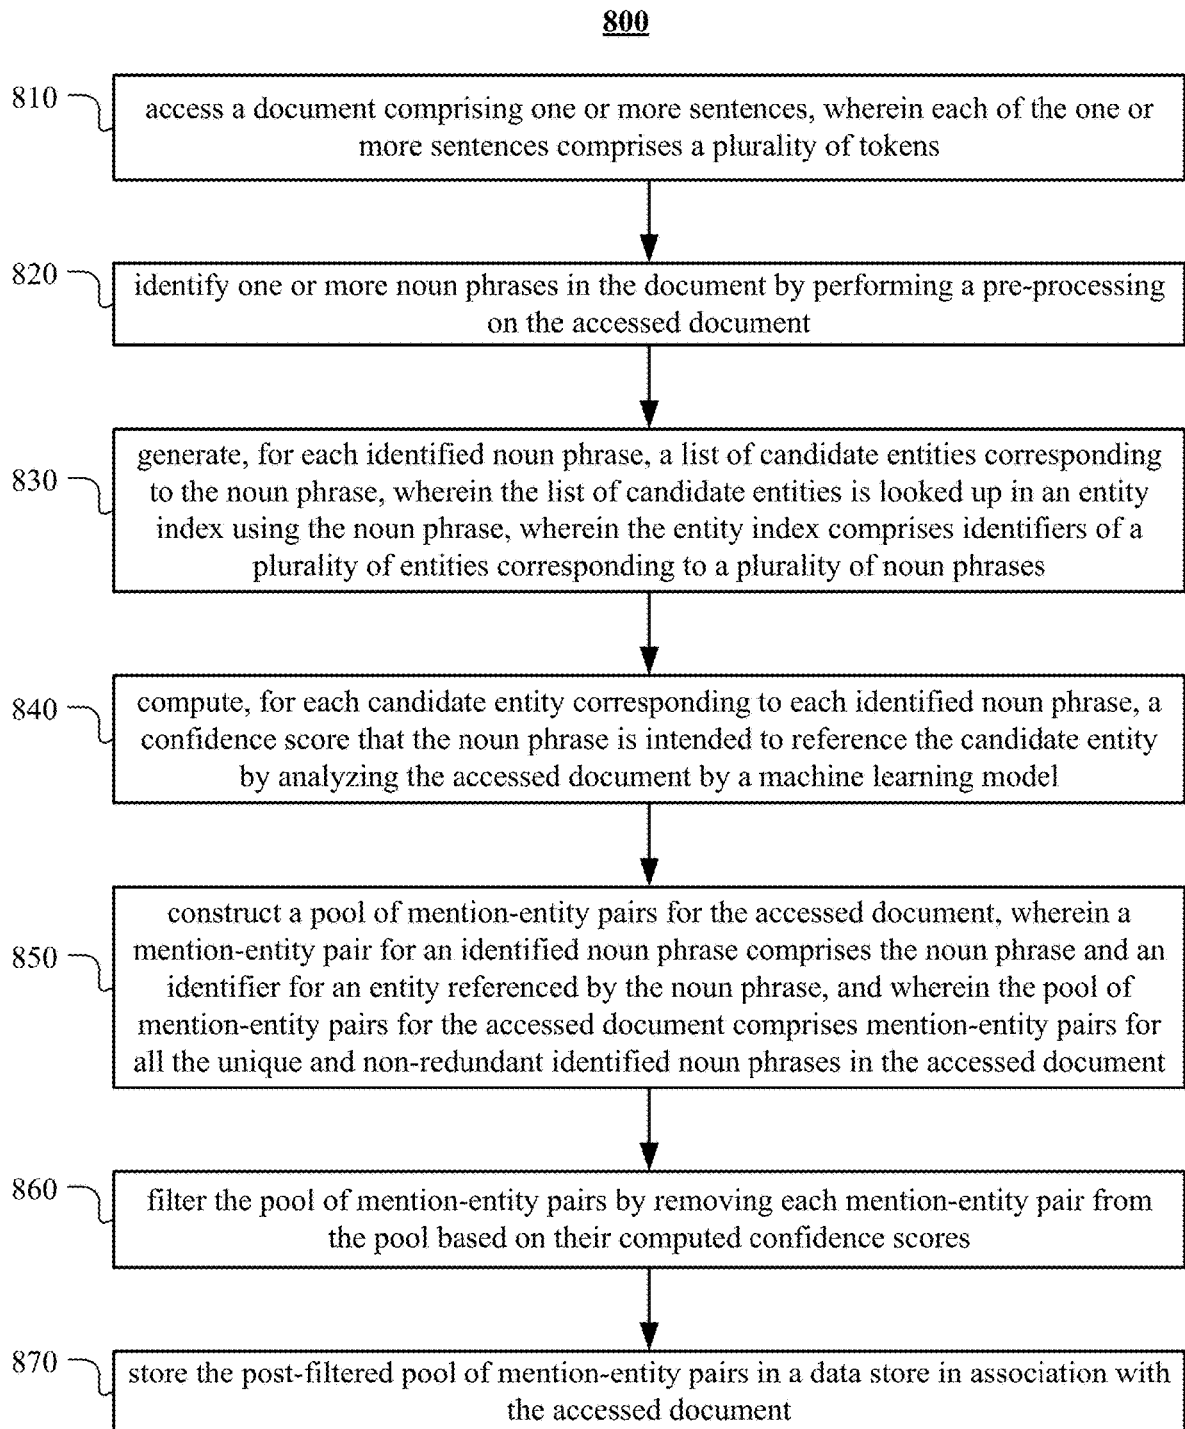 800
810
access a document comprising one or more sentences, wherein each of the one or
more sentences comprises a plurality of tokens
820
identify one or more noun phrases in the document by performing a pre-processing
on the accessed document
830
generate, for each identified noun phrase, a list of candidate entities corresponding
to the noun phrase, wherein the list of candidate entities is looked up in an entity
index using the noun phrase, wherein the entity index comprises identifiers of a
plurality of entities corresponding to a plurality of noun phrases
840
compute, for each candidate entity corresponding to each identified noun phrase, a
confidence score that the noun phrase is intended to reference the candidate entity
by analyzing the accessed document by a machine learning model
850
construct a pool of mention-entity pairs for the accessed document, wherein a
mention-entity pair for an identified noun phrase comprises the noun phrase and an
identifier for an entity referenced by the noun phrase, and wherein the pool of
mention-entity pairs for the accessed document comprises mention-entity pairs for
all the unique and non-redundant identified noun phrases in the accessed document
860
filter the pool of mention-entity pairs by removing each mention-entity pair from
the pool based on their computed confidence scores
870
store the post-filtered pool of mention-entity pairs in a data store in association with
the accessed document